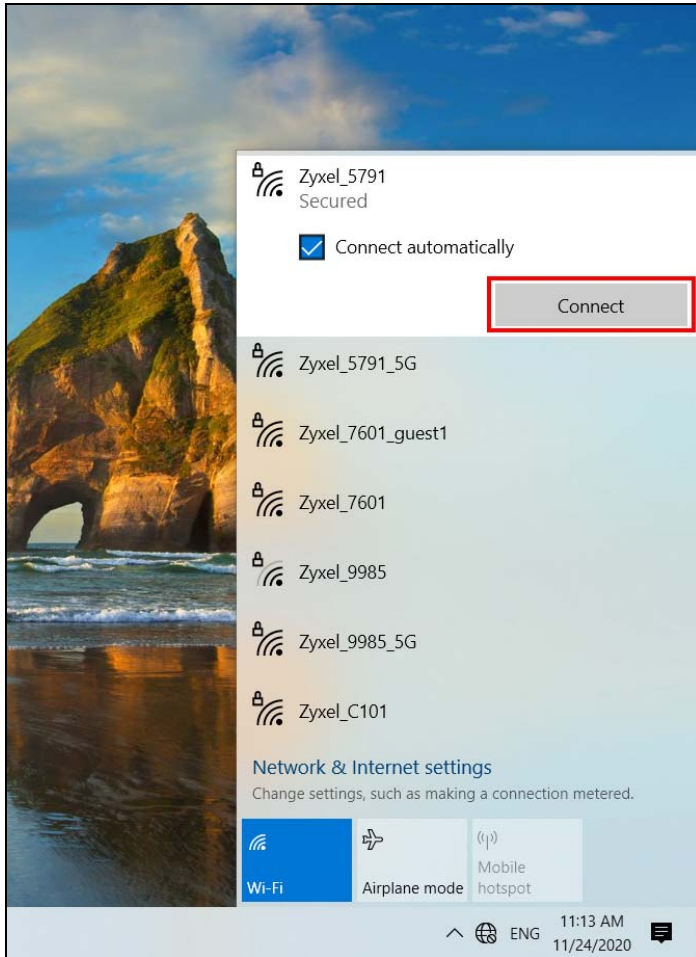 Zyxel_5791
Secured
Connect automatically
Connect
Zyxel_5791_5G
Zyxel_7601_guest1
Zyxel_7601
Zyxel_9985
Zyxel_9985_5G
Zyxel_C101
Network & Internet settings
Change settings, such as making a connection metered.
Wi-Fi
Airplane mode
Mobile
hotspot
ENG
11:13 AM
11/24/2020